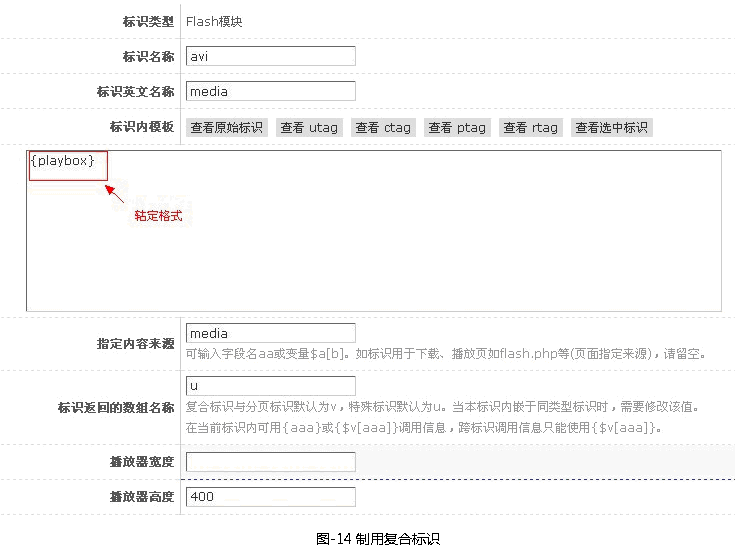 标识类型 Flash模块
标识名称 avi
标识英文名称 media
标识内模板 查看原始标识 查看 utag 查看 ctag 查看 ptag 查看 rtag 查看选中标识
{playbox}
轱定格式
指定内容来源 media
可输入字段名aa或变量$a[b]。如标识用于下载、播放页如flash.php等(页面指定来源)，请留空。
标识返回的数组名称 u
复合标识与分页标识默认为v，特殊标识默认为u。当本标识内嵌于同类型标识时，需要修改该值。
在当前标识内可用{aaa}或{$v[aaa]}调用信息，跨标识调用信息只能使用{$v[aaa]}。
播放器宽度
播放器高度 400
图-14 制用复合标识